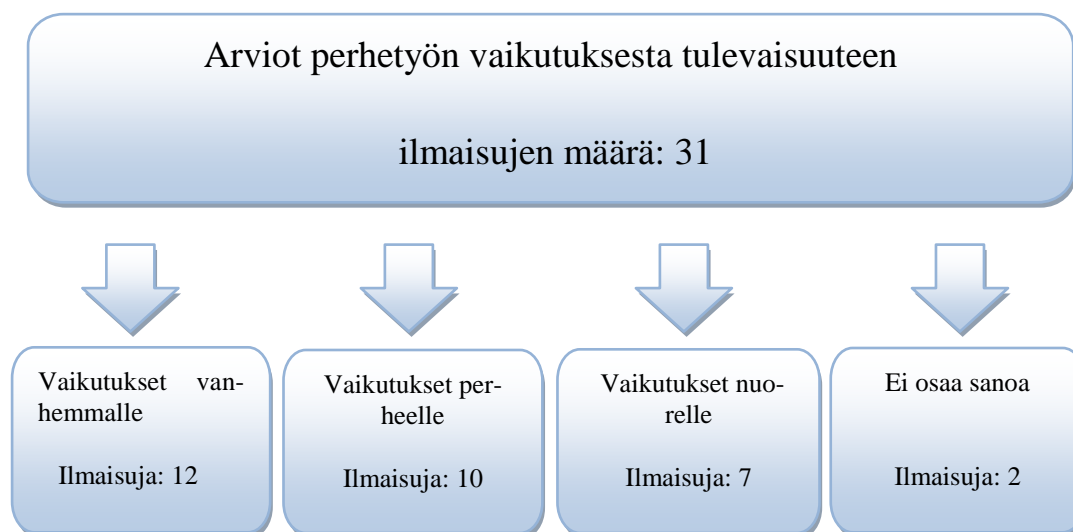 Arviot perhetyön vaikutuksesta tulevaisuuteen
ilmaisujen määrä: 31
Vaikutukset van-
hemmalle
Ilmaisuja: 12
Vaikutukset per-
heelle
Ilmaisuja: 10
Vaikutukset nuo-
relle
Ilmaisuja: 7
Ei osaa sanoa
Ilmaisuja: 2